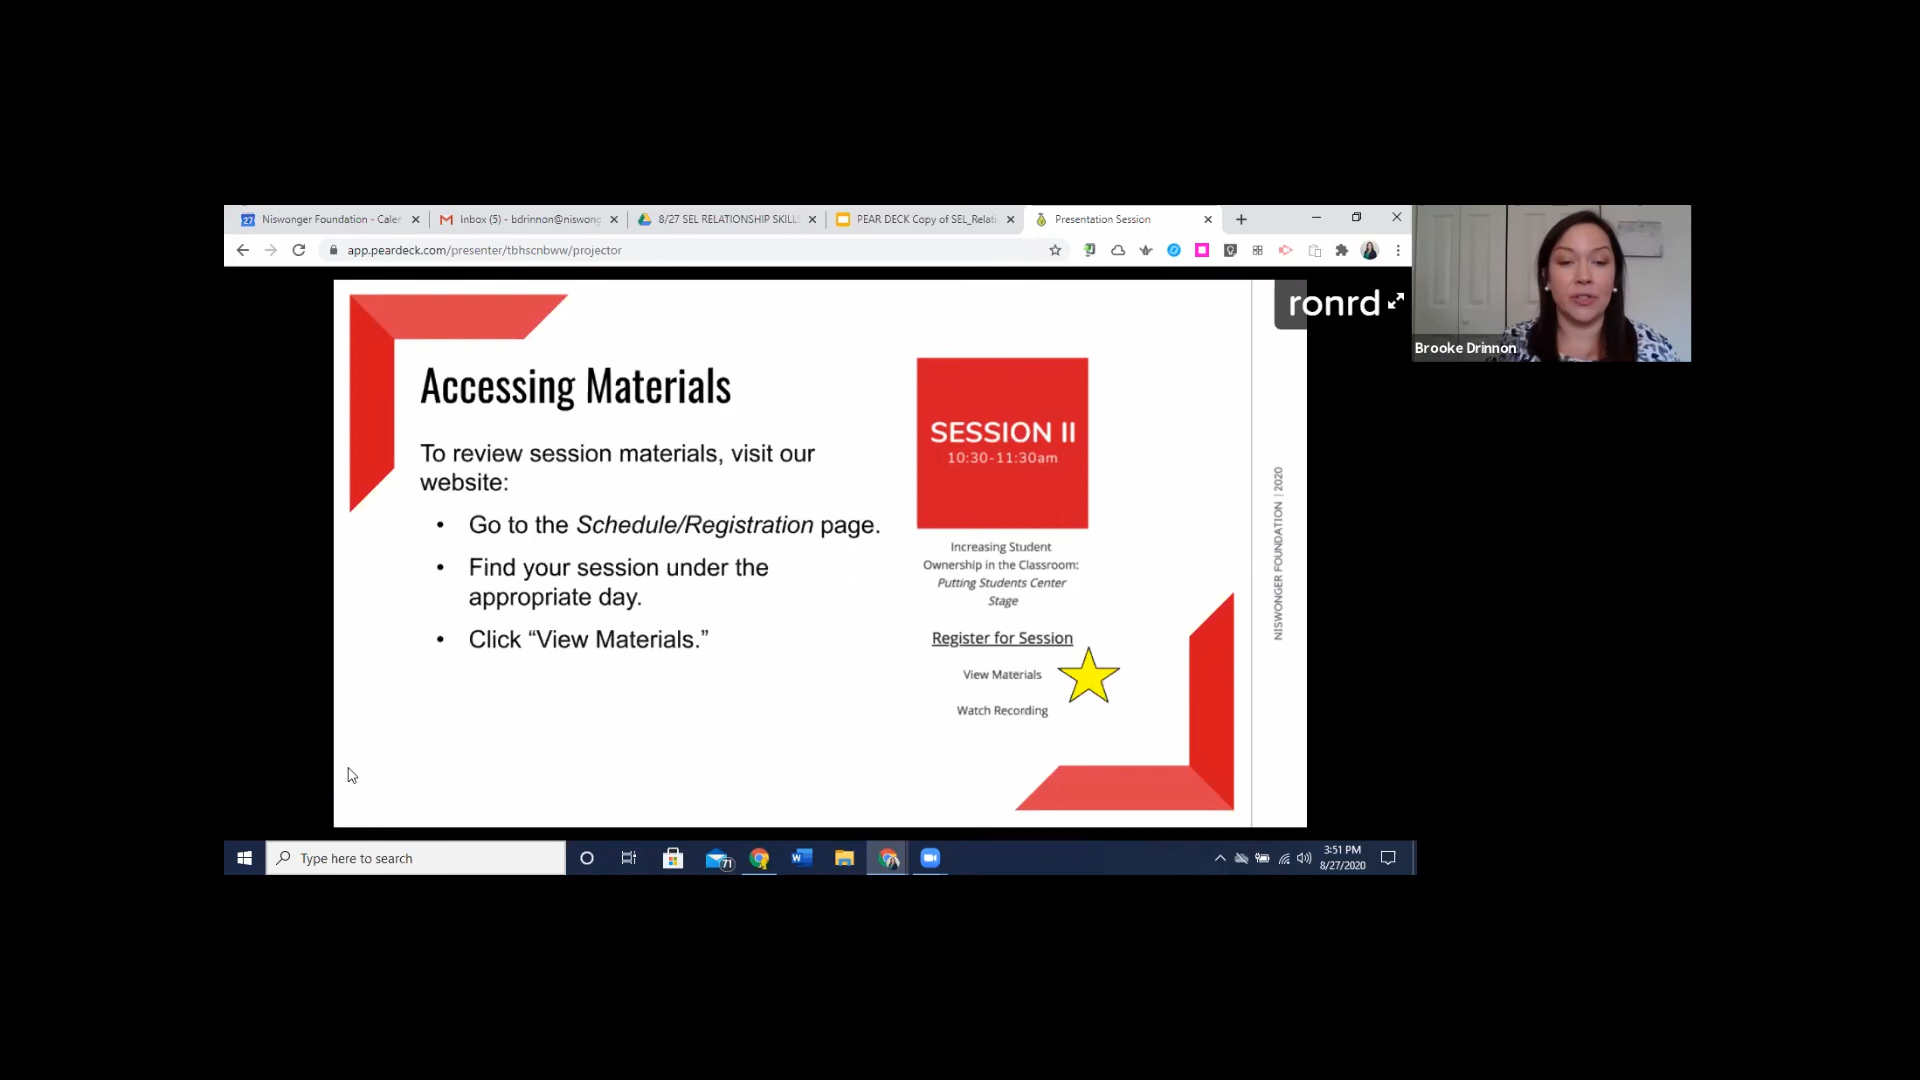 Niswonger Foundation - Caler
Inbox (5) - bdrinnon@niswong
8/27 SEL RELATIONSHIP SKILLS
PEAR DECK Copy of SEL_Relati
Presentation Session
app.peardeck.com/presenter/tbhscnbww/projector
ronrd
Brooke Drinnon
Accessing Materials
To review session materials, visit our
website:
• Go to the Schedule/Registration page.
• Find your session under the
appropriate day.
• Click “View Materials.”
SESSION II
10:30-11:30am
Increasing Student
Ownership in the Classroom:
Putting Students Center
Stage
Register for Session
View Materials
Watch Recording
NISWONGER FOUNDATION | 2020
Type here to search
71
3:51 PM
8/27/2020